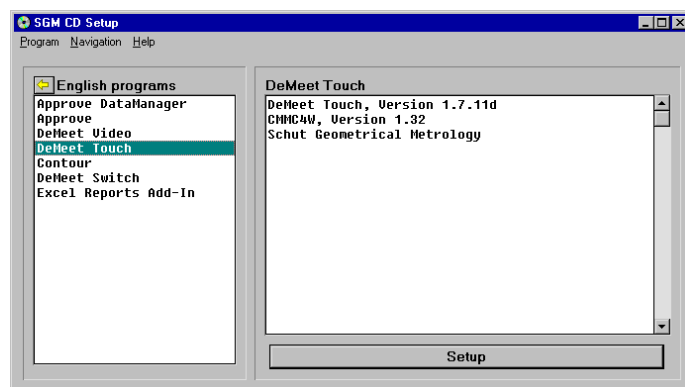 SGM CD Setup
Program Navigation Help
English programs
Approve DataManager
Approve
DeMeet Video
DeMeet Touch
Contour
DeMeet Switch
Excel Reports Add-In
DeMeet Touch
DeMeet Touch, Version 1.7.11d
CMMC4W, Version 1.32
Schut Geometrical Metrology
Setup